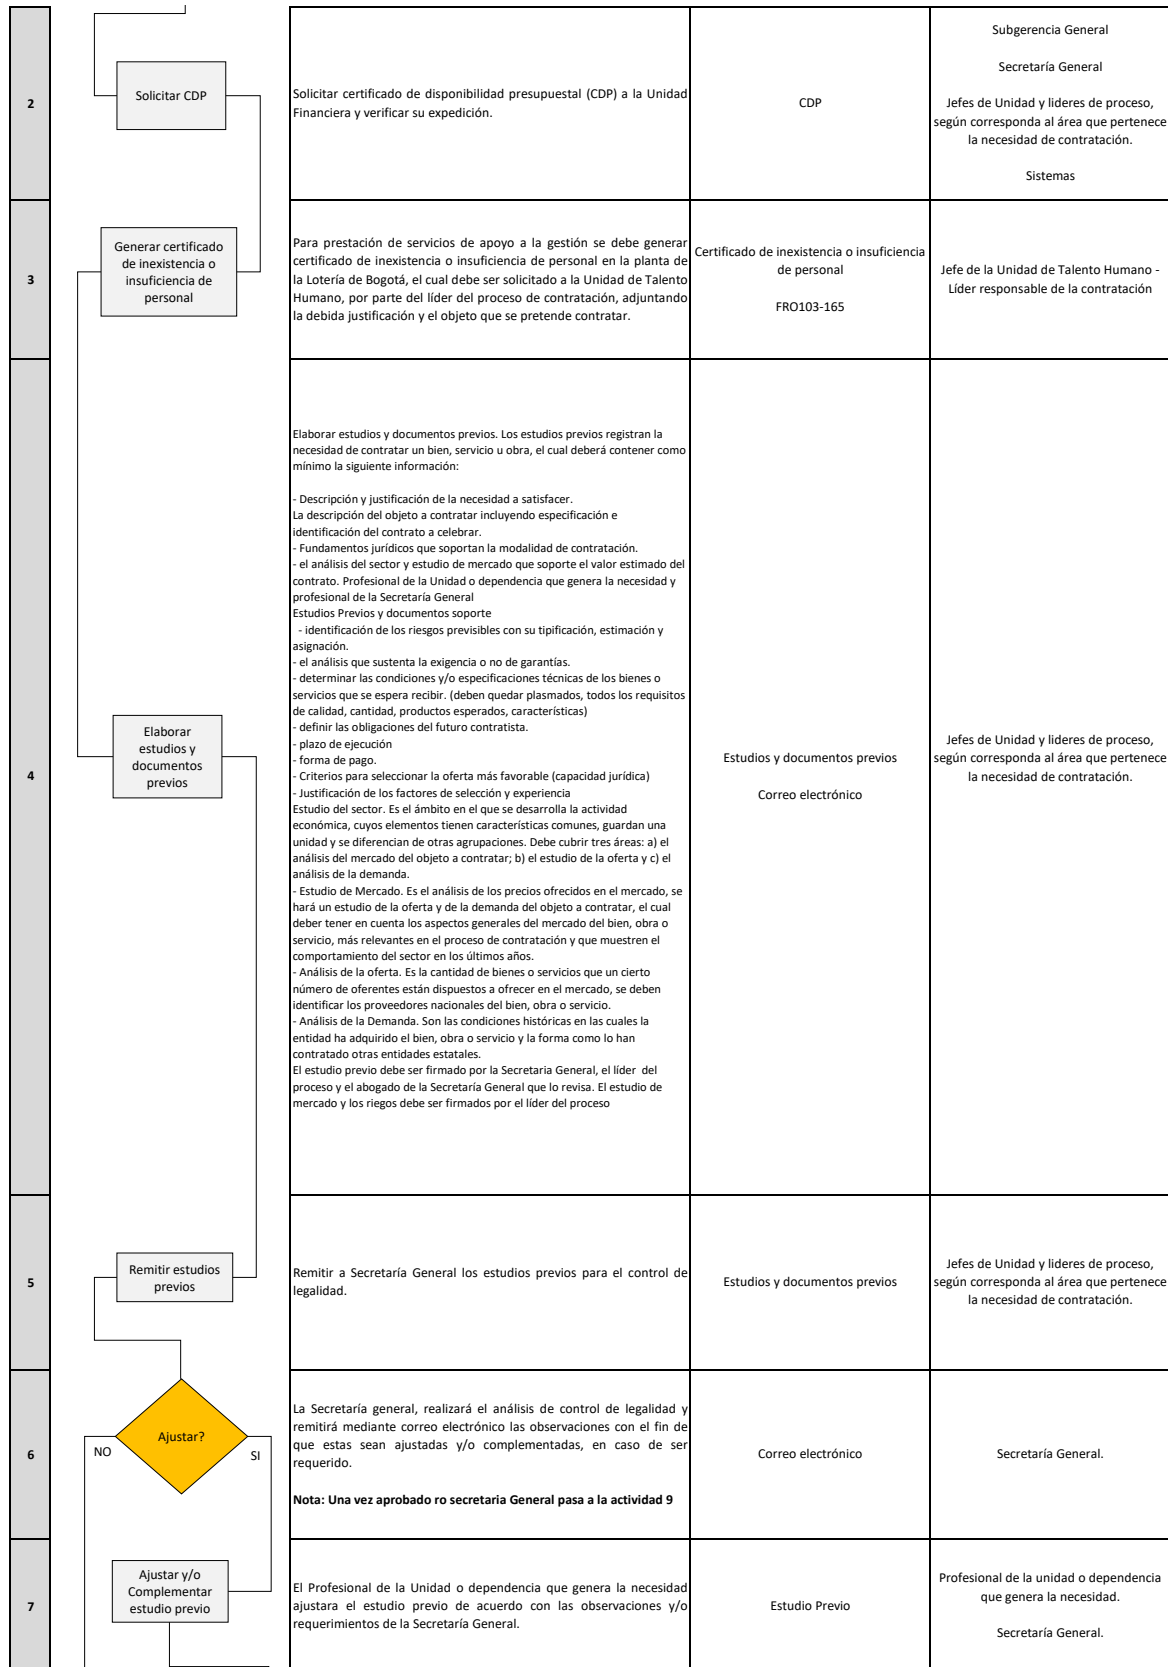 2
Solicitar CDP
Solicitar certificado de disponibilidad presupuestal (CDP) a la Unidad
Financiera y verificar su expedición.
CDP
Subgerencia General
Secretaría General
Jefes de Unidad y lideres de proceso,
según corresponda al área que pertenece
la necesidad de contratación.
Sistemas
3
Generar certificado
de inexistencia o
insuficiencia de
personal
Para prestación de servicios de apoyo a la gestión se debe generar
certificado de inexistencia o insuficiencia de personal en la planta de
la Lotería de Bogotá, el cual debe ser solicitado a la Unidad de Talento
Humano, por parte del líder del proceso de contratación, adjuntando
la debida justificación y el objeto que se pretende contratar.
Certificado de inexistencia o insuficiencia
de personal
FRO103-165
Jefe de la Unidad de Talento Humano -
Líder responsable de la contratación
4
Elaborar
estudios y
documentos
previos
Elaborar estudios y documentos previos. Los estudios previos registran la
necesidad de contratar un bien, servicio u obra, el cual deberá contener como
mínimo la siguiente información:
- Descripción y justificación de la necesidad a satisfacer.
La descripción del objeto a contratar incluyendo especificación e
identificación del contrato a celebrar.
- Fundamentos jurídicos que soportan la modalidad de contratación.
- el análisis del sector y estudio de mercado que soporte el valor estimado del
contrato. Profesional de la Unidad o dependencia que genera la necesidad y
profesional de la Secretaría General
Estudios Previos y documentos soporte
- identificación de los riesgos previsibles con su tipificación, estimación y
asignación.
- el análisis que sustenta la exigencia o no de garantías.
- determinar las condiciones y/o especificaciones técnicas de los bienes o
servicios que se espera recibir. (deben quedar plasmados, todos los requisitos
de calidad, cantidad, productos esperados, características)
- definir las obligaciones del futuro contratista.
- plazo de ejecución
- forma de pago.
- Criterios para seleccionar la oferta más favorable (capacidad jurídica)
- Justificación de los factores de selección y experiencia
Estudio del sector. Es el ámbito en el que se desarrolla la actividad
económica, cuyos elementos tienen características comunes, guardan una
unidad y se diferencian de otras agrupaciones. Debe cubrir tres áreas: a) el
análisis del mercado del objeto a contratar; b) el estudio de la oferta y c) el
análisis de la demanda.
- Estudio de Mercado. Es el análisis de los precios ofrecidos en el mercado, se
hará un estudio de la oferta y de la demanda del objeto a contratar, el cual
deber tener en cuenta los aspectos generales del mercado del bien, obra o
servicio, más relevantes en el proceso de contratación y que muestren el
comportamiento del sector en los últimos años.
- Análisis de la oferta. Es la cantidad de bienes o servicios que un cierto
número de oferentes están dispuestos a ofrecer en el mercado, se deben
identificar los proveedores nacionales del bien, obra o servicio.
- Análisis de la Demanda. Son las condiciones históricas en las cuales la
entidad ha adquirido el bien, obra o servicio y la forma como lo han
contratado otras entidades estatales.
El estudio previo debe ser firmado por la Secretaria General, el líder del
proceso y el abogado de la Secretaría General que lo revisa. El estudio de
mercado y los riegos debe ser firmados por el líder del proceso
Estudios y documentos previos
Correo electrónico
Jefes de Unidad y lideres de proceso,
según corresponda al área que pertenece
la necesidad de contratación.
5
Remitir estudios
previos
Remitir a Secretaría General los estudios previos para el control de
legalidad.
Estudios y documentos previos
Jefes de Unidad y lideres de proceso,
según corresponda al área que pertenece
la necesidad de contratación.
6
Ajustar?
NO
SI
La Secretaría general, realizará el análisis de control de legalidad y
remitirá mediante correo electrónico las observaciones con el fin de
que estas sean ajustadas y/o complementadas, en caso de ser
requerido.
Nota: Una vez aprobado ro secretaria General pasa a la actividad 9
Correo electrónico
Secretaría General.
7
Ajustar y/o
Complementar
estudio previo
El Profesional de la Unidad o dependencia que genera la necesidad
ajustara el estudio previo de acuerdo con las observaciones y/o
requerimientos de la Secretaría General.
Estudio Previo
Profesional de la unidad o dependencia
que genera la necesidad.
Secretaría General.